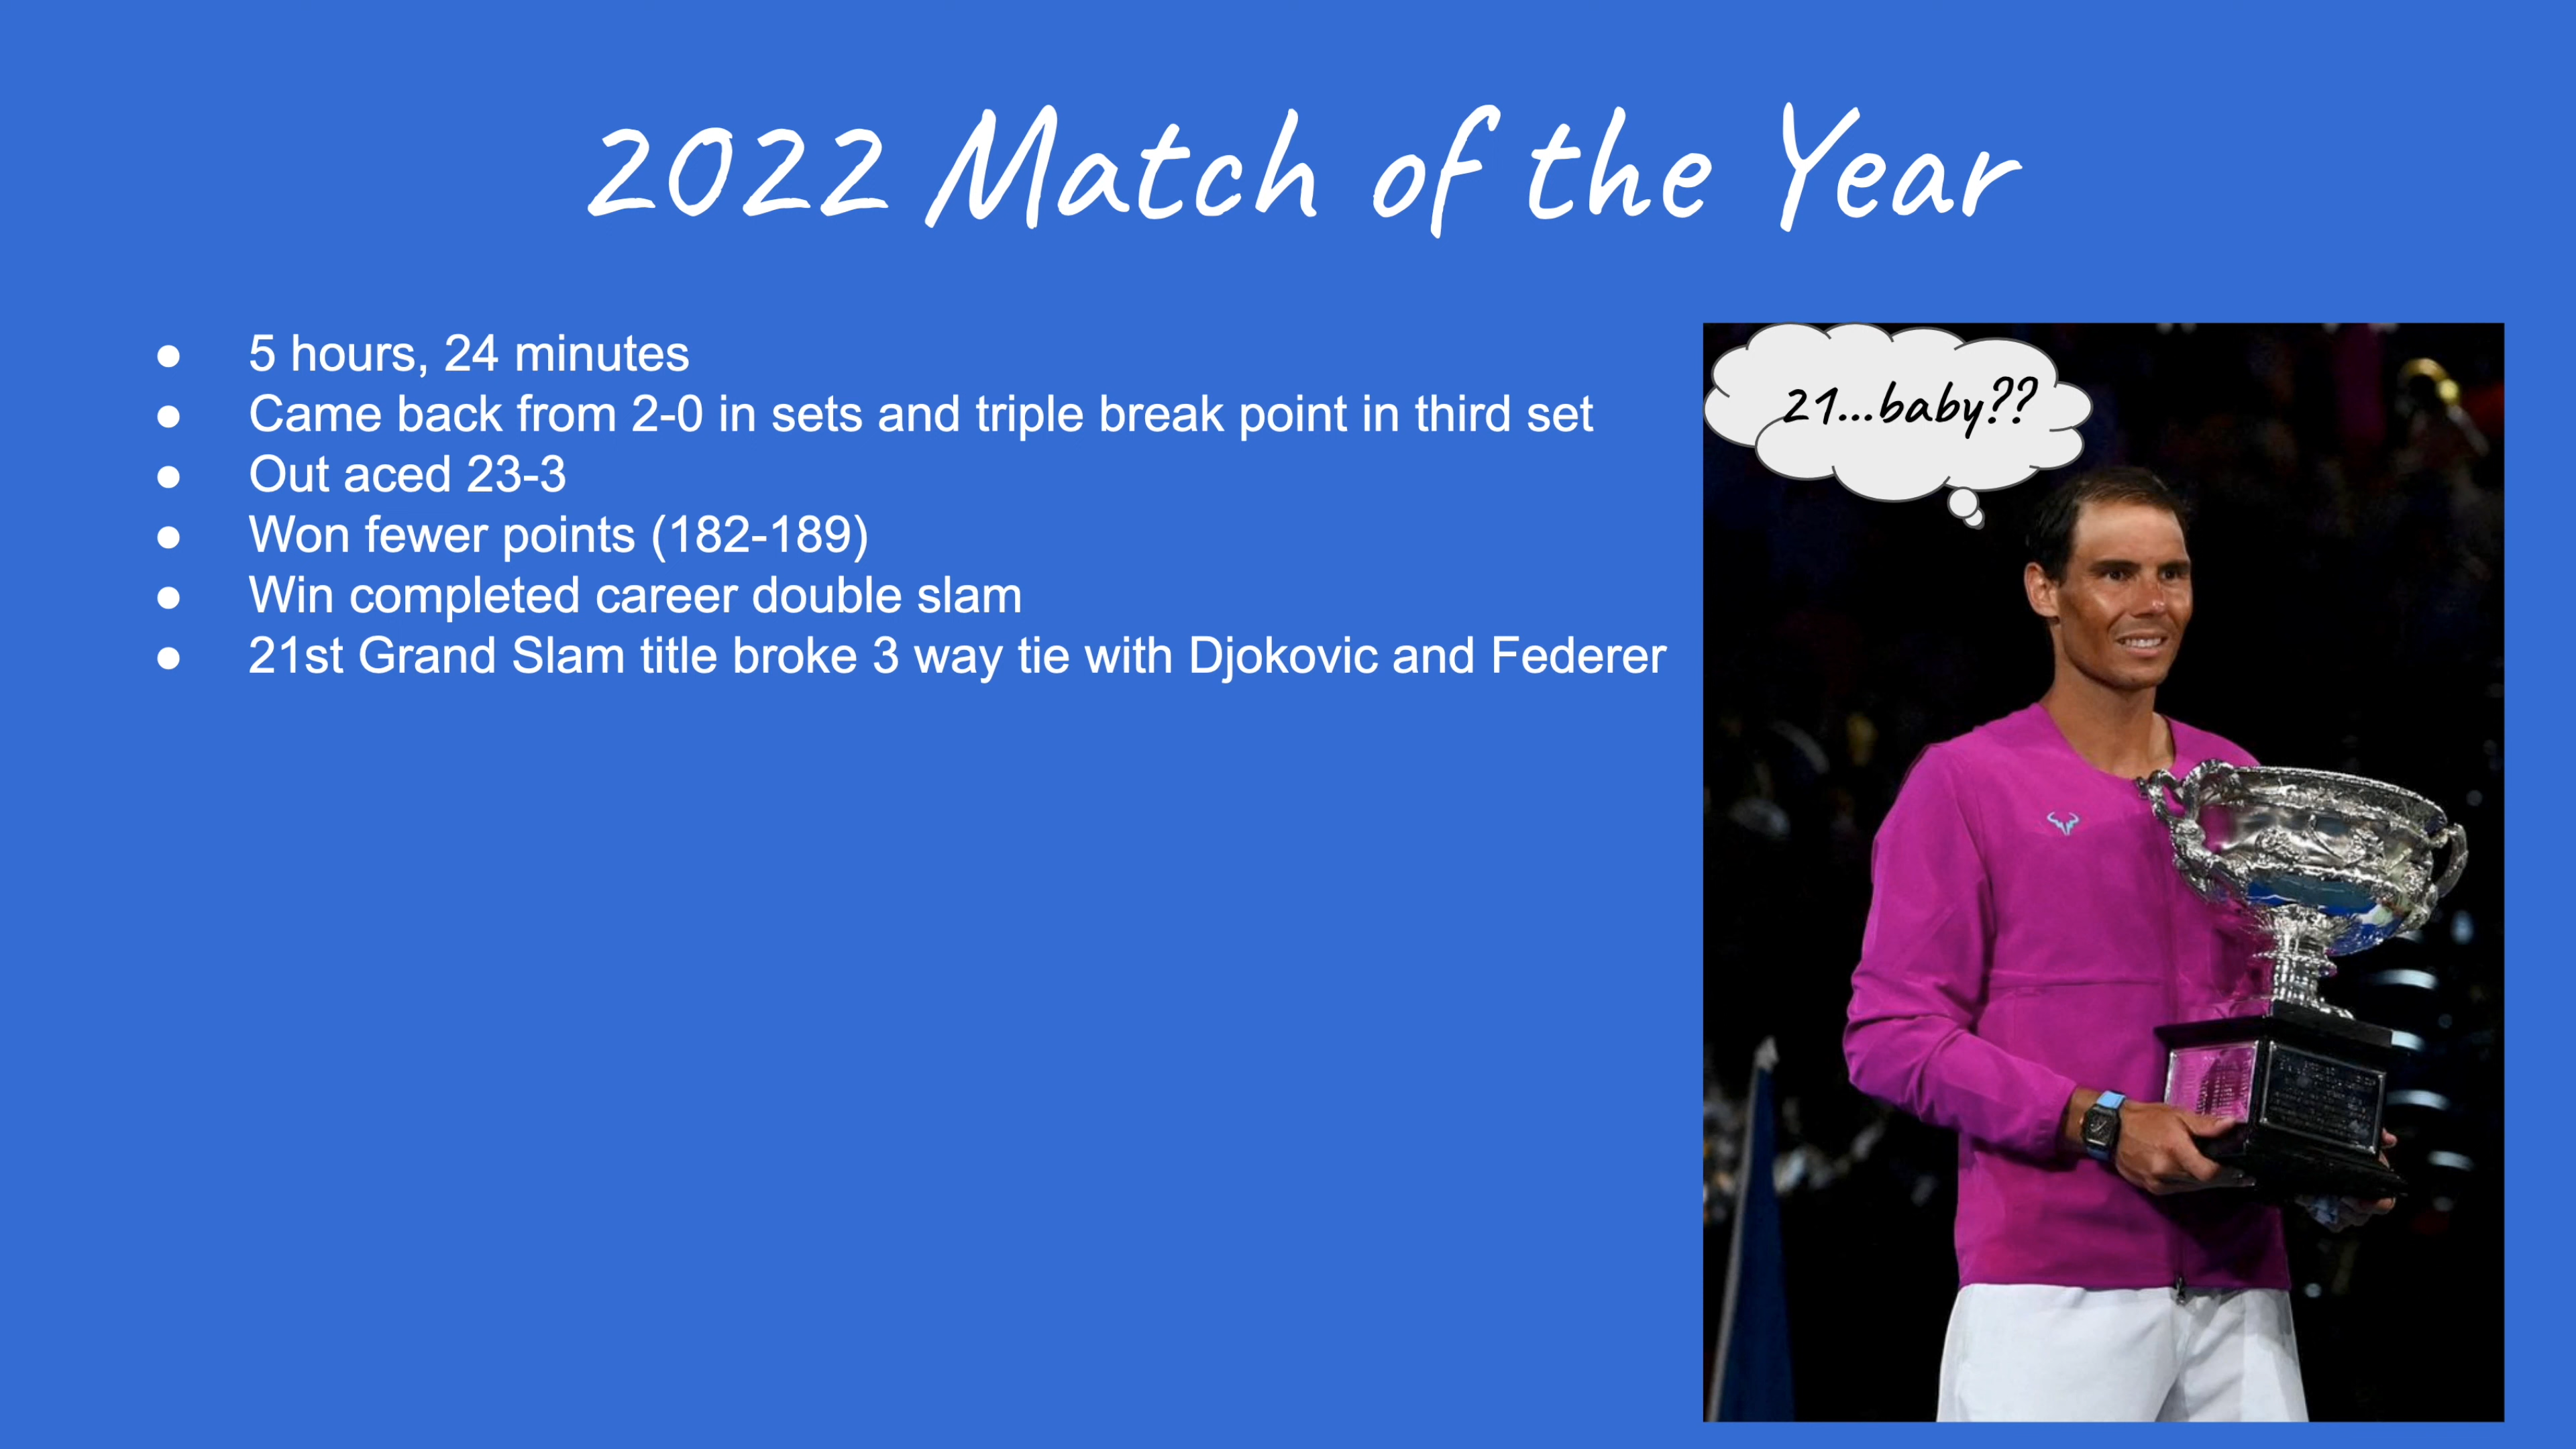 2022 Match of the Year
● 5 hours, 24 minutes
● Came back from 2-0 in sets and triple break point in third set
● Out aced 23-3
● Won fewer points (182-189)
● Win completed career double slam
● 21st Grand Slam title broke 3 way tie with Djokovic and Federer
21...baby??